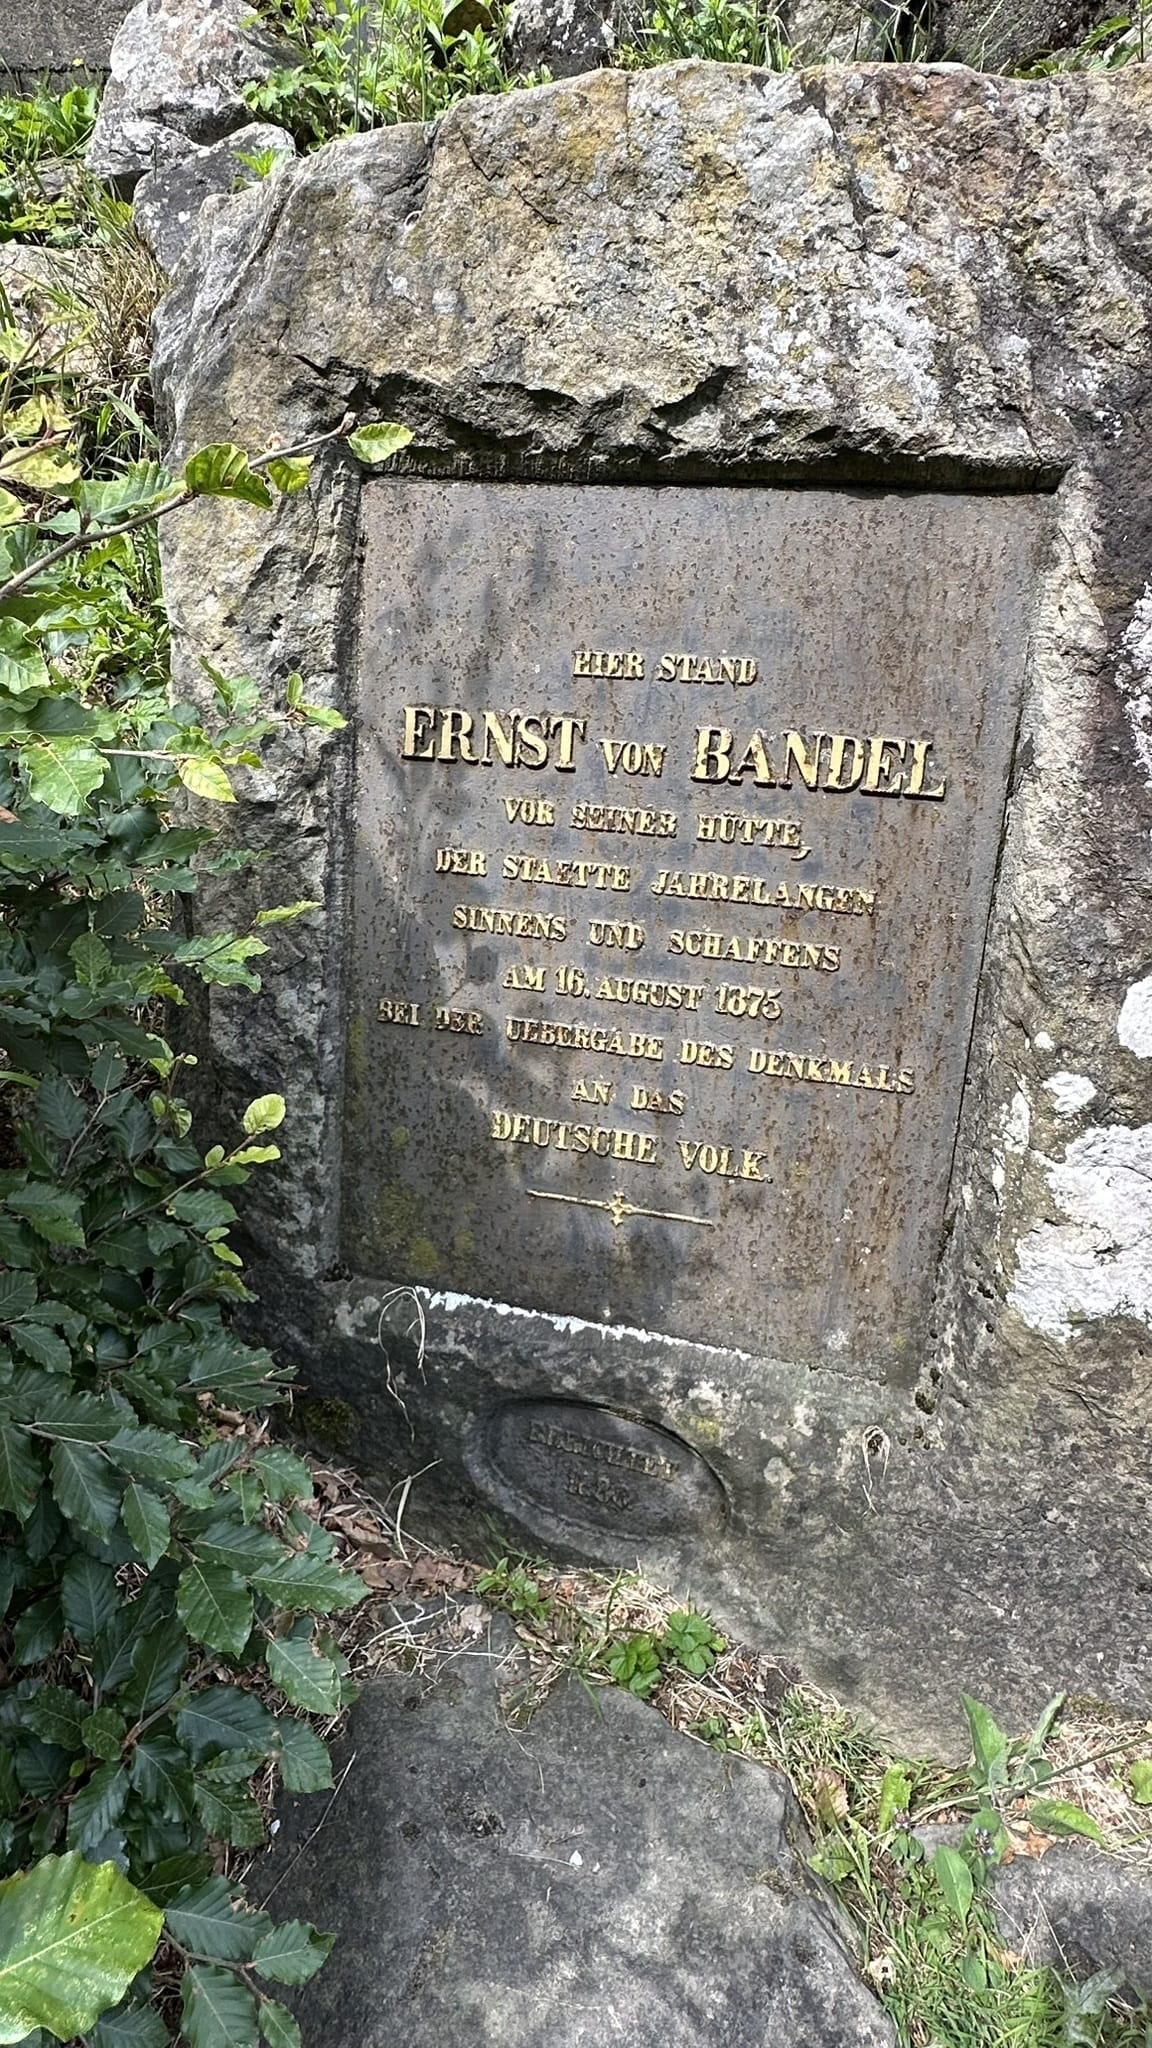 HIER STAND
ERNST VON BANDEL
VOR SEINER HÜTTE,
DER STAETTE JAHRELANGEN
SINNENS UND SCHAFFENS
AM 16. AUGUST 1875
BEI DER UEBERGABE DES DENKMALS
AN DAS
DEUTSCHE VOLK.